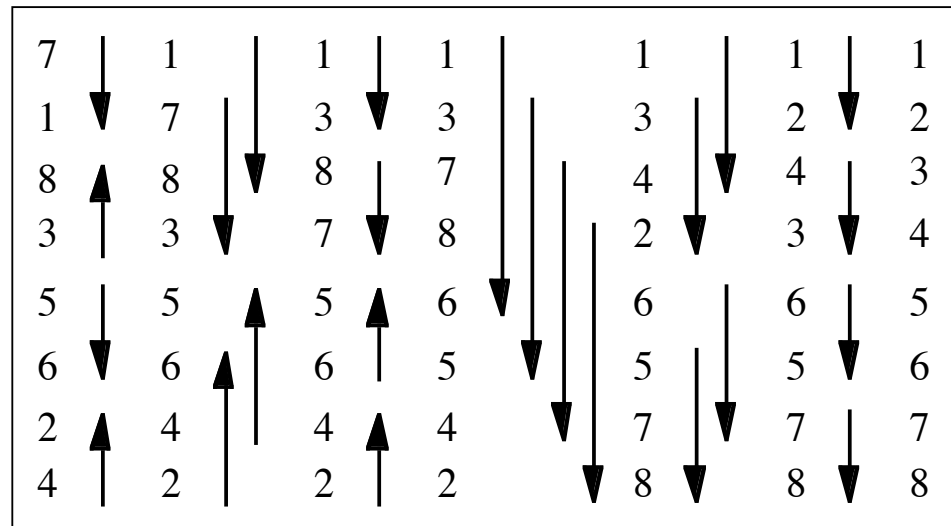 7 1 1 1 1 1 1
1 7 3 3 3 2 2
8 8 8 7 4 4 3
3 3 7 8 2 3 4
5 5 5 6 6 6 5
6 6 6 5 5 5 6
2 4 4 4 7 7 7
4 2 2 2 8 8 8